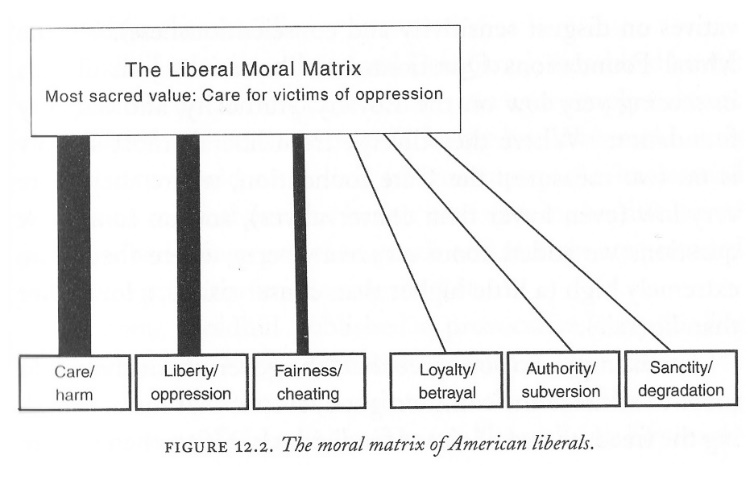 The Liberal Moral Matrix
Most sacred value: Care for victims of oppression
Care/
harm
Liberty/
oppression
Fairness/
cheating
Loyalty/
betrayal
Authority/
subversion
Sanctity/
degradation
FIGURE 12.2. The moral matrix of American liberals.